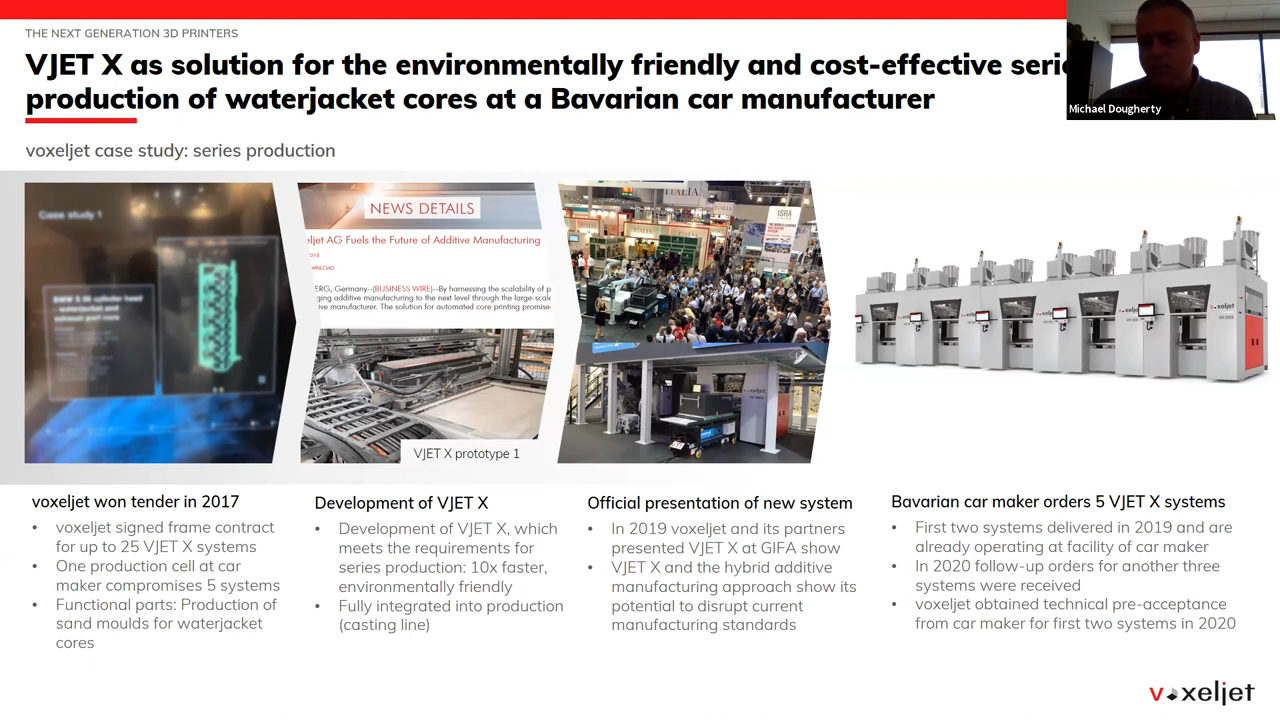 THE NEXT GENERATION 3D PRINTERS
VJET X as solution for the environmentally friendly and cost-effective
production of waterjacket cores at a Bavarian car manufacturer
Michael Dougherty
voxeljet case study: series production
Case study 1
NEWS DETAILS
eljet AG Fuels the Future of Additive Manufacturing
ERG, Germany--(BUSINESS WIRE)--By harnessing the scalability of p
ging additive manufacturing to the next level through the large-scale
ive manufacturer. The solution for automated core printing promise
VJET X prototype 1
ITALIA
ISRA
voxeljet
voxeljet
voxeljet won tender in 2017
• voxeljet signed frame contract
for up to 25 VJET X systems
• One production cell at car
maker compromises 5 systems
• Functional parts: Production of
sand moulds for waterjacket
cores
Development of VJET X
• Development of VJET X, which
meets the requirements for
series production: 10x faster,
environmentally friendly
• Fully integrated into production
(casting line)
Official presentation of new system
• In 2019 voxeljet and its partners
presented VJET X at GIFA show
• VJET X and the hybrid additive
manufacturing approach show its
potential to disrupt current
manufacturing standards
Bavarian car maker orders 5 VJET X systems
• First two systems delivered in 2019 and are
already operating at facility of car maker
• In 2020 follow-up orders for another three
systems were received
• voxeljet obtained technical pre-acceptance
from car maker for first two systems in 2020
voxeljet